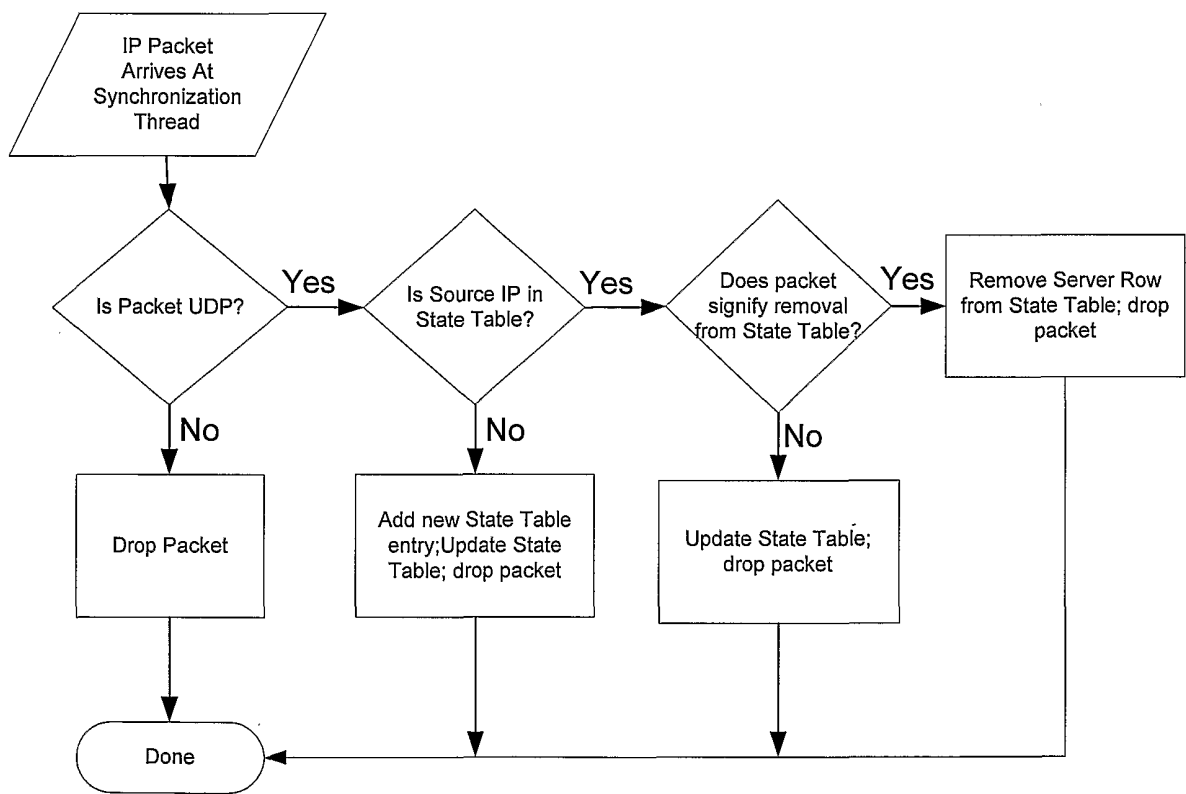 IP Packet
Arrives At
Synchronization
Thread
Is Packet UDP?
Yes
Is Source IP in
State Table?
Yes
Does packet
signify removal
from State Table?
Yes
Remove Server Row
from State Table; drop
packet
No
No
No
Drop Packet
Add new State Table
entry;Update State
Table; drop packet
Update State Table;
drop packet
Done